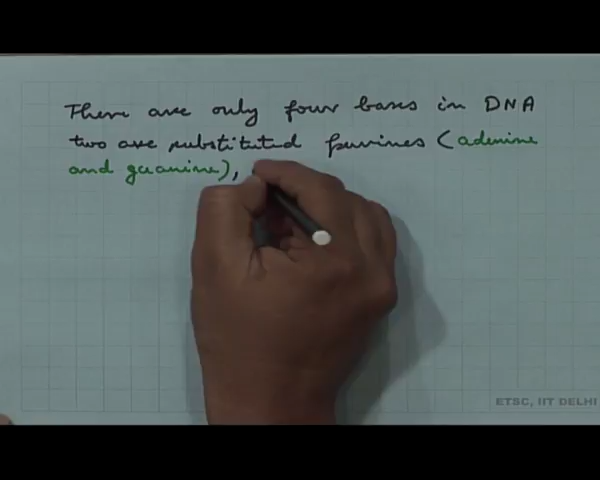 There are only four bases in DNA
two are substituted purines (adenine
and guanine),
ETSC, IIT DELHI